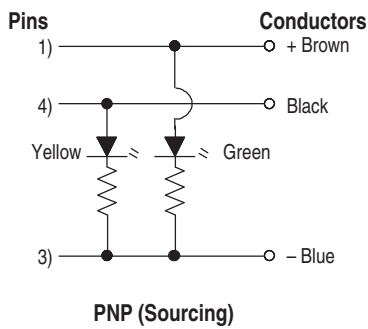 Pins Conductors
1) + Brown
4) Black
Yellow Green
3) – Blue
PNP (Sourcing)